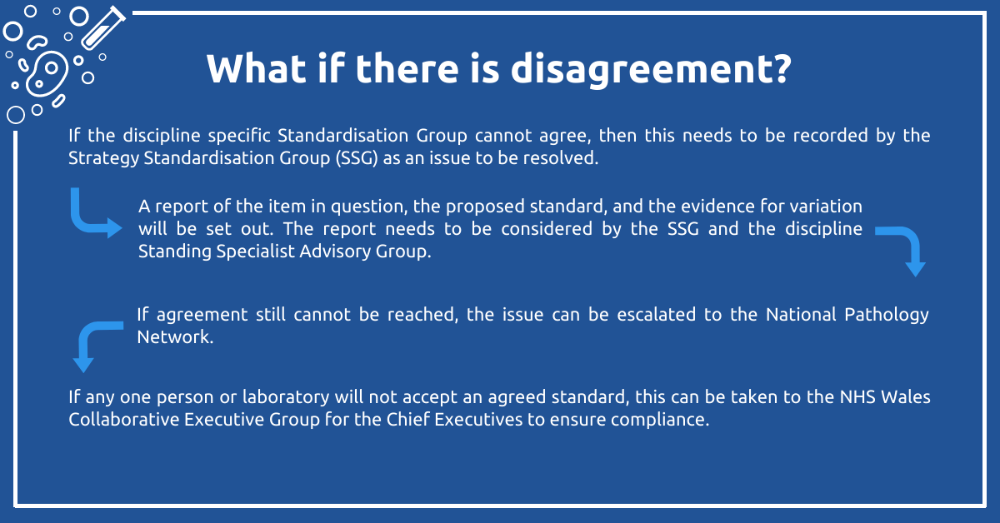 What if there is disagreement?
If the discipline specific Standardisation Group cannot agree, then this needs to be recorded by the
Strategy Standardisation Group (SSG) as an issue to be resolved.
A report of the item in question, the proposed standard, and the evidence for variation
will be set out. The report needs to be considered by the SSG and the discipline
Standing Specialist Advisory Group.
If agreement still cannot be reached, the issue can be escalated to the National Pathology
Network.
If any one person or laboratory will not accept an agreed standard, this can be taken to the NHS Wales
Collaborative Executive Group for the Chief Executives to ensure compliance.